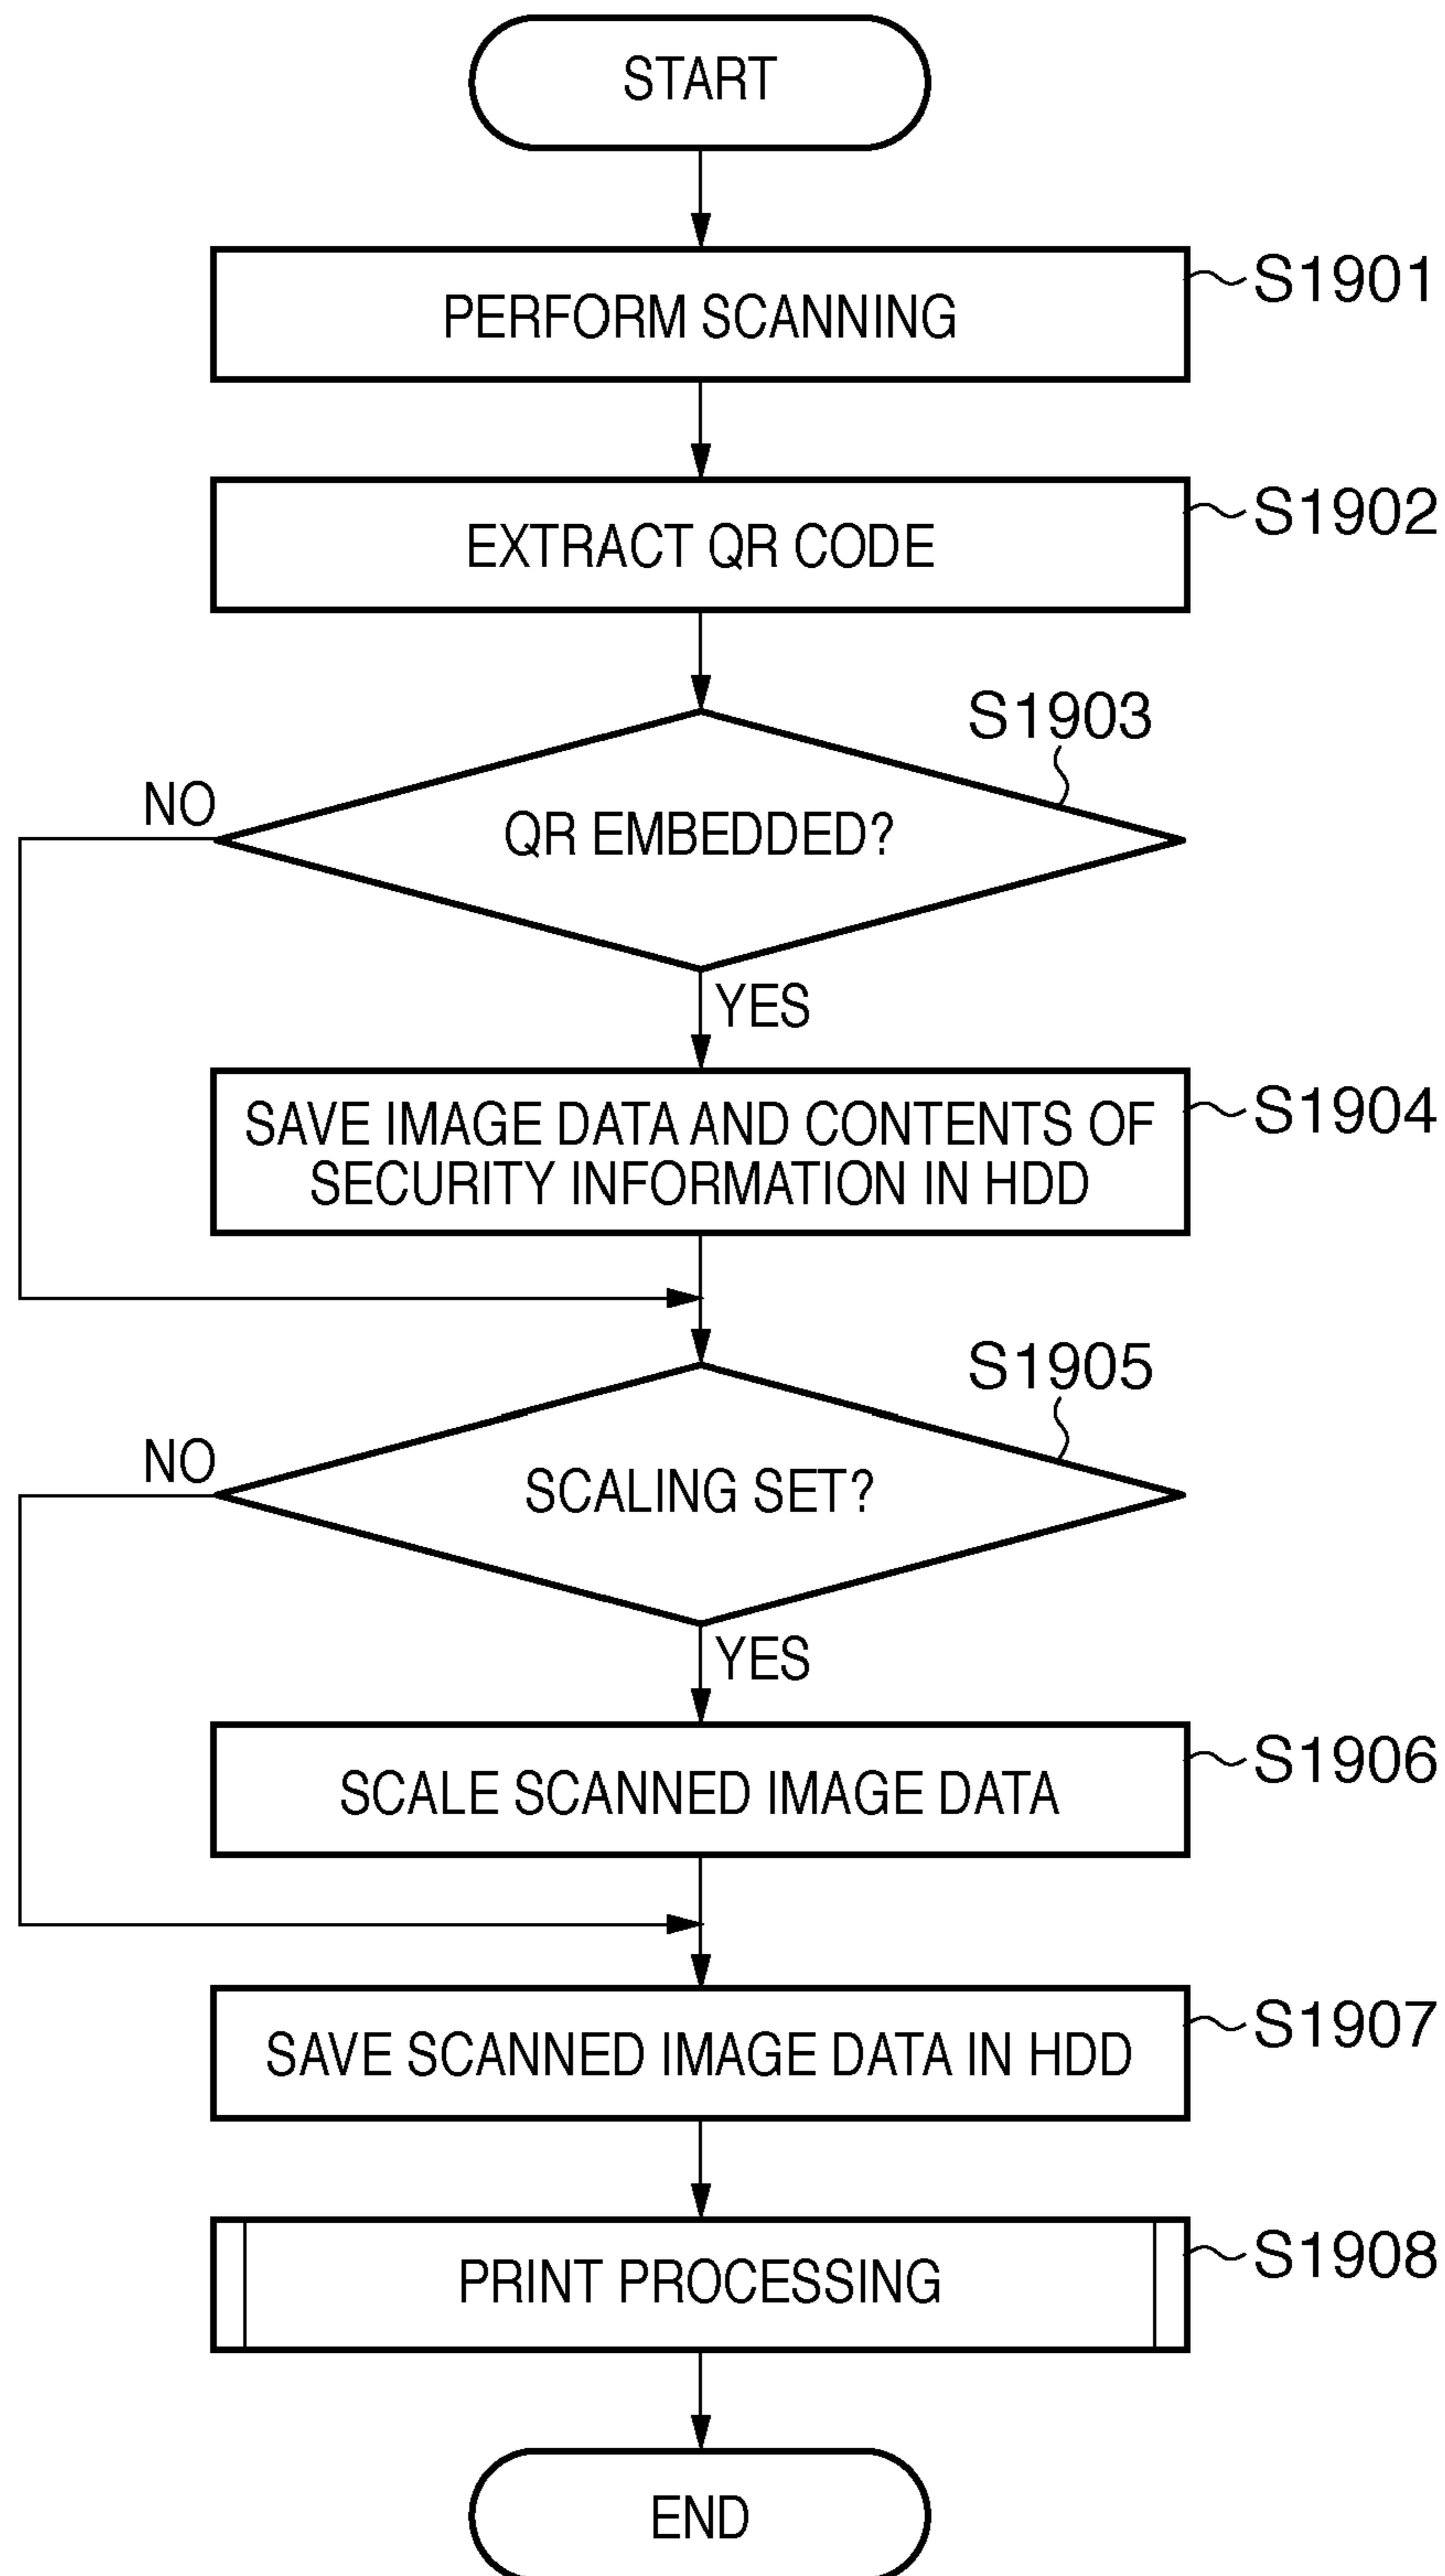 START
PERFORM SCANNING
S1901
EXTRACT QR CODE
S1902
S1903
NO
QR EMBEDDED?
YES
SAVE IMAGE DATA AND CONTENTS OF
SECURITY INFORMATION IN HDD
S1904
S1905
NO
SCALING SET?
YES
SCALE SCANNED IMAGE DATA
S1906
SAVE SCANNED IMAGE DATA IN HDD
S1907
PRINT PROCESSING
S1908
END